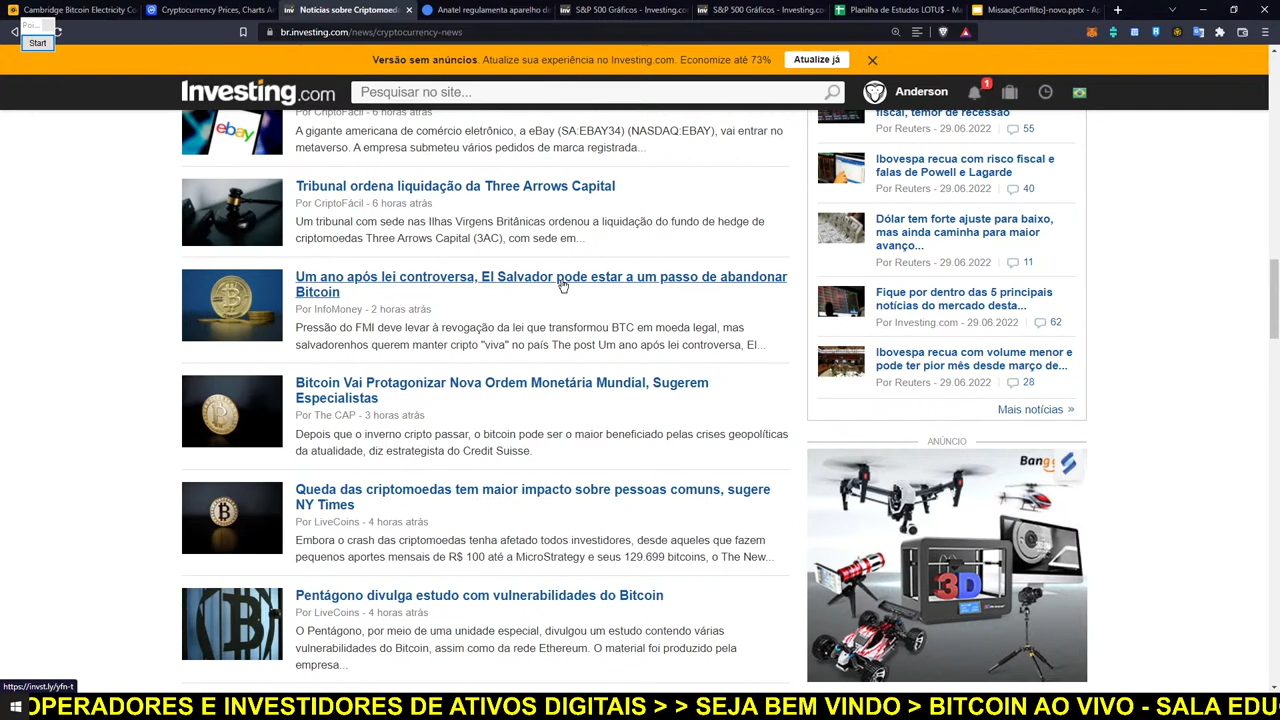 Cambridge Bitcoin Electricity Co
Cryptocurrency Prices, Charts A
Notícias sobre Criptomoedas
Anatel regulamenta aparelho de
S&P 500 Gráficos — Investing.co
S&P 500 Gráficos — Investing.co
Planilha de Estudos LOTU$ - M
Missao[Conflito]-novo.pptx - Ap
Poi...
Start
br.investing.com/news/cryptocurrency-news
Versão sem anúncios. Atualize sua experiência no Investing.com. Economize até 73%
Atualize já
Investing.com
Pesquisar no site...
Anderson
1
Por CriptoFácil - 6 horas atrás
A gigante americana de comércio eletrônico, a eBay (SA:EBAY34) (NASDAQ:EBAY), vai entrar no
metaverso. A empresa submeteu vários pedidos de marca registrada...
ebay
Tribunal ordena liquidação da Three Arrows Capital
Por CriptoFácil - 6 horas atrás
Um tribunal com sede nas Ilhas Virgens Britânicas ordenou a liquidação do fundo de hedge de
criptomoedas Three Arrows Capital (3AC), com sede em...
Um ano após lei controversa, El Salvador pode estar a um passo de abandonar
Bitcoin
Por InfoMoney - 2 horas atrás
Pressão do FMI deve levar à revogação da lei que transformou BTC em moeda legal, mas
salvadorenhos querem manter cripto "viva" no país The post Um ano após lei controversa, El...
Bitcoin Vai Protagonizar Nova Ordem Monetária Mundial, Sugerem
Especialistas
Por The CAP - 3 horas atrás
Depois que o inverno cripto passar, o bitcoin pode ser o maior beneficiado pelas crises geopolíticas
da atualidade, diz estrategista do Credit Suisse.
Queda das criptomoedas tem maior impacto sobre pessoas comuns, sugere
NY Times
Por LiveCoins - 4 horas atrás
Embora o crash das criptomoedas tenha afetado todos investidores, desde aqueles que fazem
pequenos aportes mensais de R$ 100 até a MicroStrategy e seus 129.699 bitcoins, o The New...
Pentágono divulga estudo com vulnerabilidades do Bitcoin
Por LiveCoins - 4 horas atrás
O Pentágono, por meio de uma unidade especial, divulgou um estudo contendo várias
vulnerabilidades do Bitcoin, assim como da rede Ethereum. O material foi produzido pela
empresa...
fiscal, temor de recessão
Por Reuters - 29.06.2022
55
Ibovespa recua com risco fiscal e
falas de Powell e Lagarde
Por Reuters - 29.06.2022
40
Dólar tem forte ajuste para baixo,
mas ainda caminha para maior
avanço...
Por Reuters - 29.06.2022
11
Fique por dentro das 5 principais
notícias do mercado desta...
Por Investing.com - 29.06.2022
62
Ibovespa recua com volume menor e
pode ter pior mês desde março de...
Por Reuters - 29.06.2022
28
Mais notícias »
ANÚNCIO
Bangg
3D
https://invst.ly/yfn-t
OPERADORES E INVESTIDORES DE ATIVOS DIGITAIS > > SEJA BEM VINDO > BITCOIN AO VIVO - SALA EDU